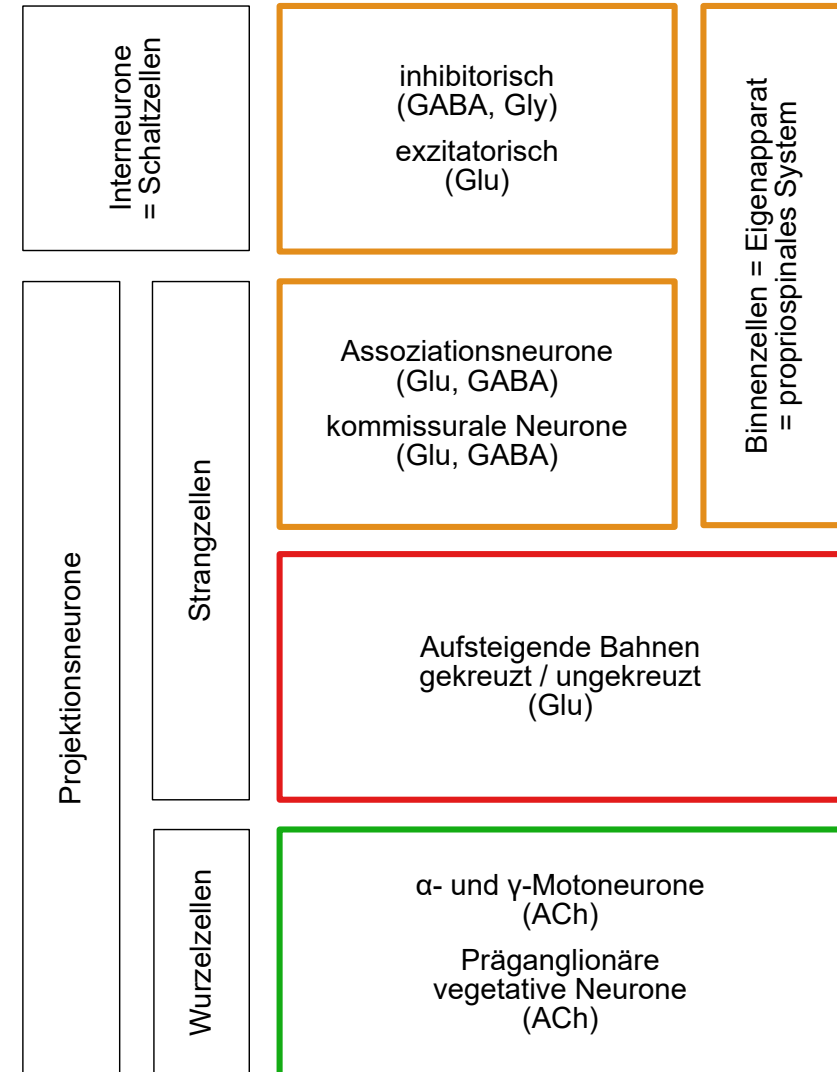 Interneurone
= Schaltzellen
inhibitorisch
(GABA, Gly)
exzitatorisch
(Glu)
Binnenzellen = Eigenapparat
= propriospinales System
Projektionsneurone
Strangzellen
Assoziationsneurone
(Glu, GABA)
kommissurale Neurone
(Glu, GABA)
Aufsteigende Bahnen
gekreuzt / ungekreuzt
(Glu)
Wurzelzellen
α- und γ-Motoneurone
(ACh)
Präganglionäre
vegetative Neurone
(ACh)